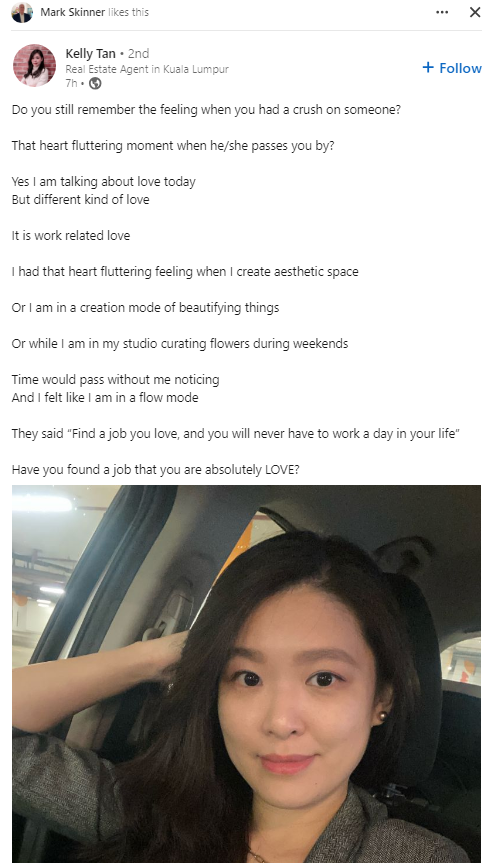 Mark Skinner likes this
Kelly Tan • 2nd
Real Estate Agent in Kuala Lumpur
7h •
+ Follow
Do you still remember the feeling when you had a crush on someone?
That heart fluttering moment when he/she passes you by?
Yes I am talking about love today
But different kind of love
It is work related love
I had that heart fluttering feeling when I create aesthetic space
Or I am in a creation mode of beautifying things
Or while I am in my studio curating flowers during weekends
Time would pass without me noticing
And I felt like I am in a flow mode
They said “Find a job you love, and you will never have to work a day in your life”
Have you found a job that you are absolutely LOVE?